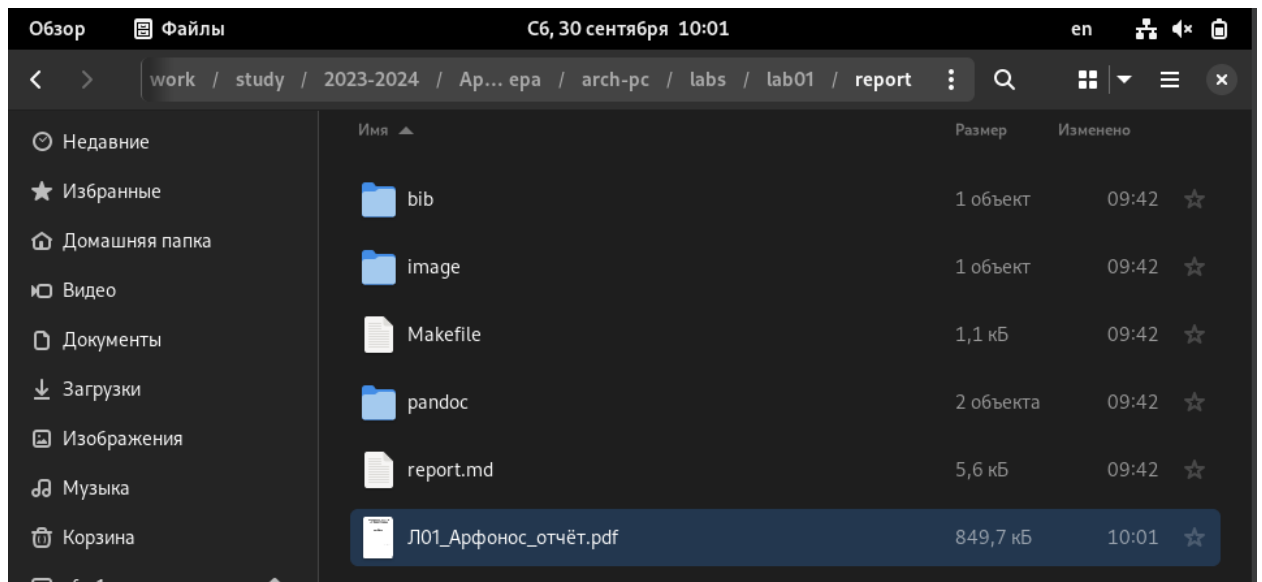 Обзор Файлы Сб, 30 сентября 10:01 en
work / study / 2023-2024 / Ар… ера / arch-pc / labs / lab01 / report
Имя Размер Изменено
Недавние
Избранные
Домашняя папка
Видео
Документы
Загрузки
Изображения
Музыка
Корзина
bib 1 объект 09:42
image 1 объект 09:42
Makefile 1,1 кБ 09:42
pandoc 2 объекта 09:42
report.md 5,6 кБ 09:42
Л01_Арфонос_отчёт.pdf 849,7 кБ 10:01